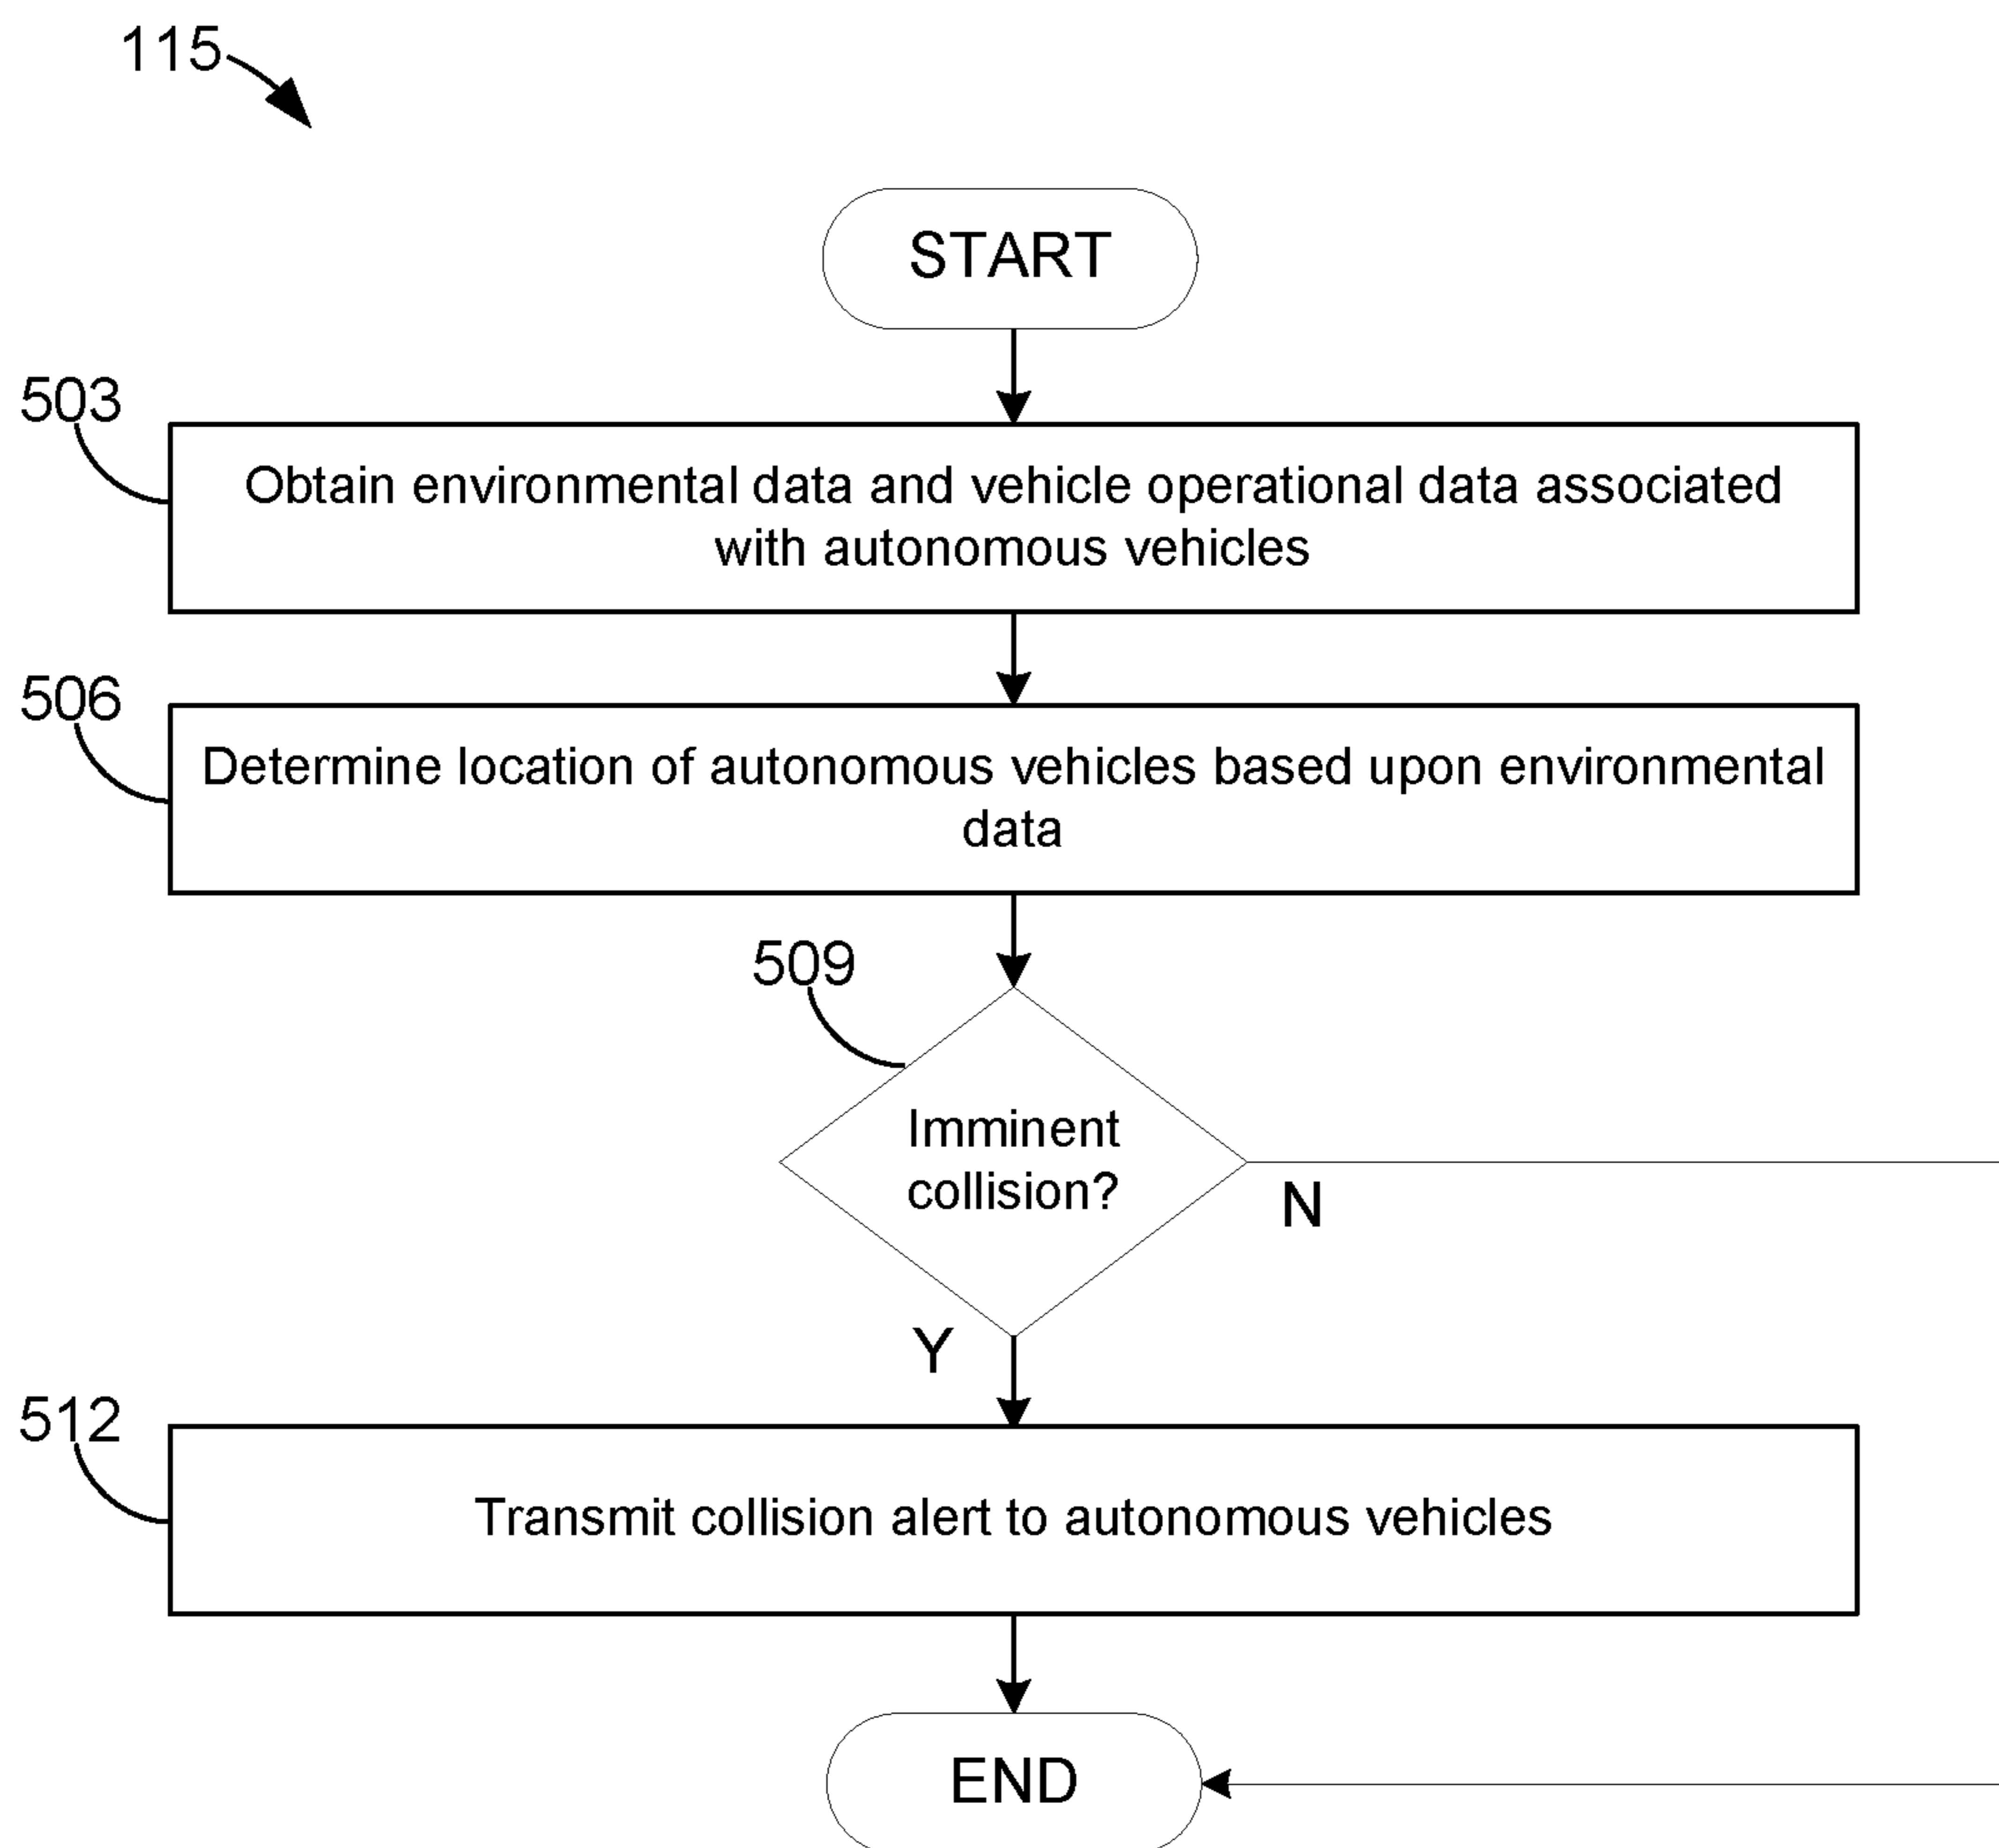 115
START
503
Obtain environmental data and vehicle operational data associated
with autonomous vehicles
506
Determine location of autonomous vehicles based upon environmental
data
509
Imminent
collision?
N
Y
512
Transmit collision alert to autonomous vehicles
END